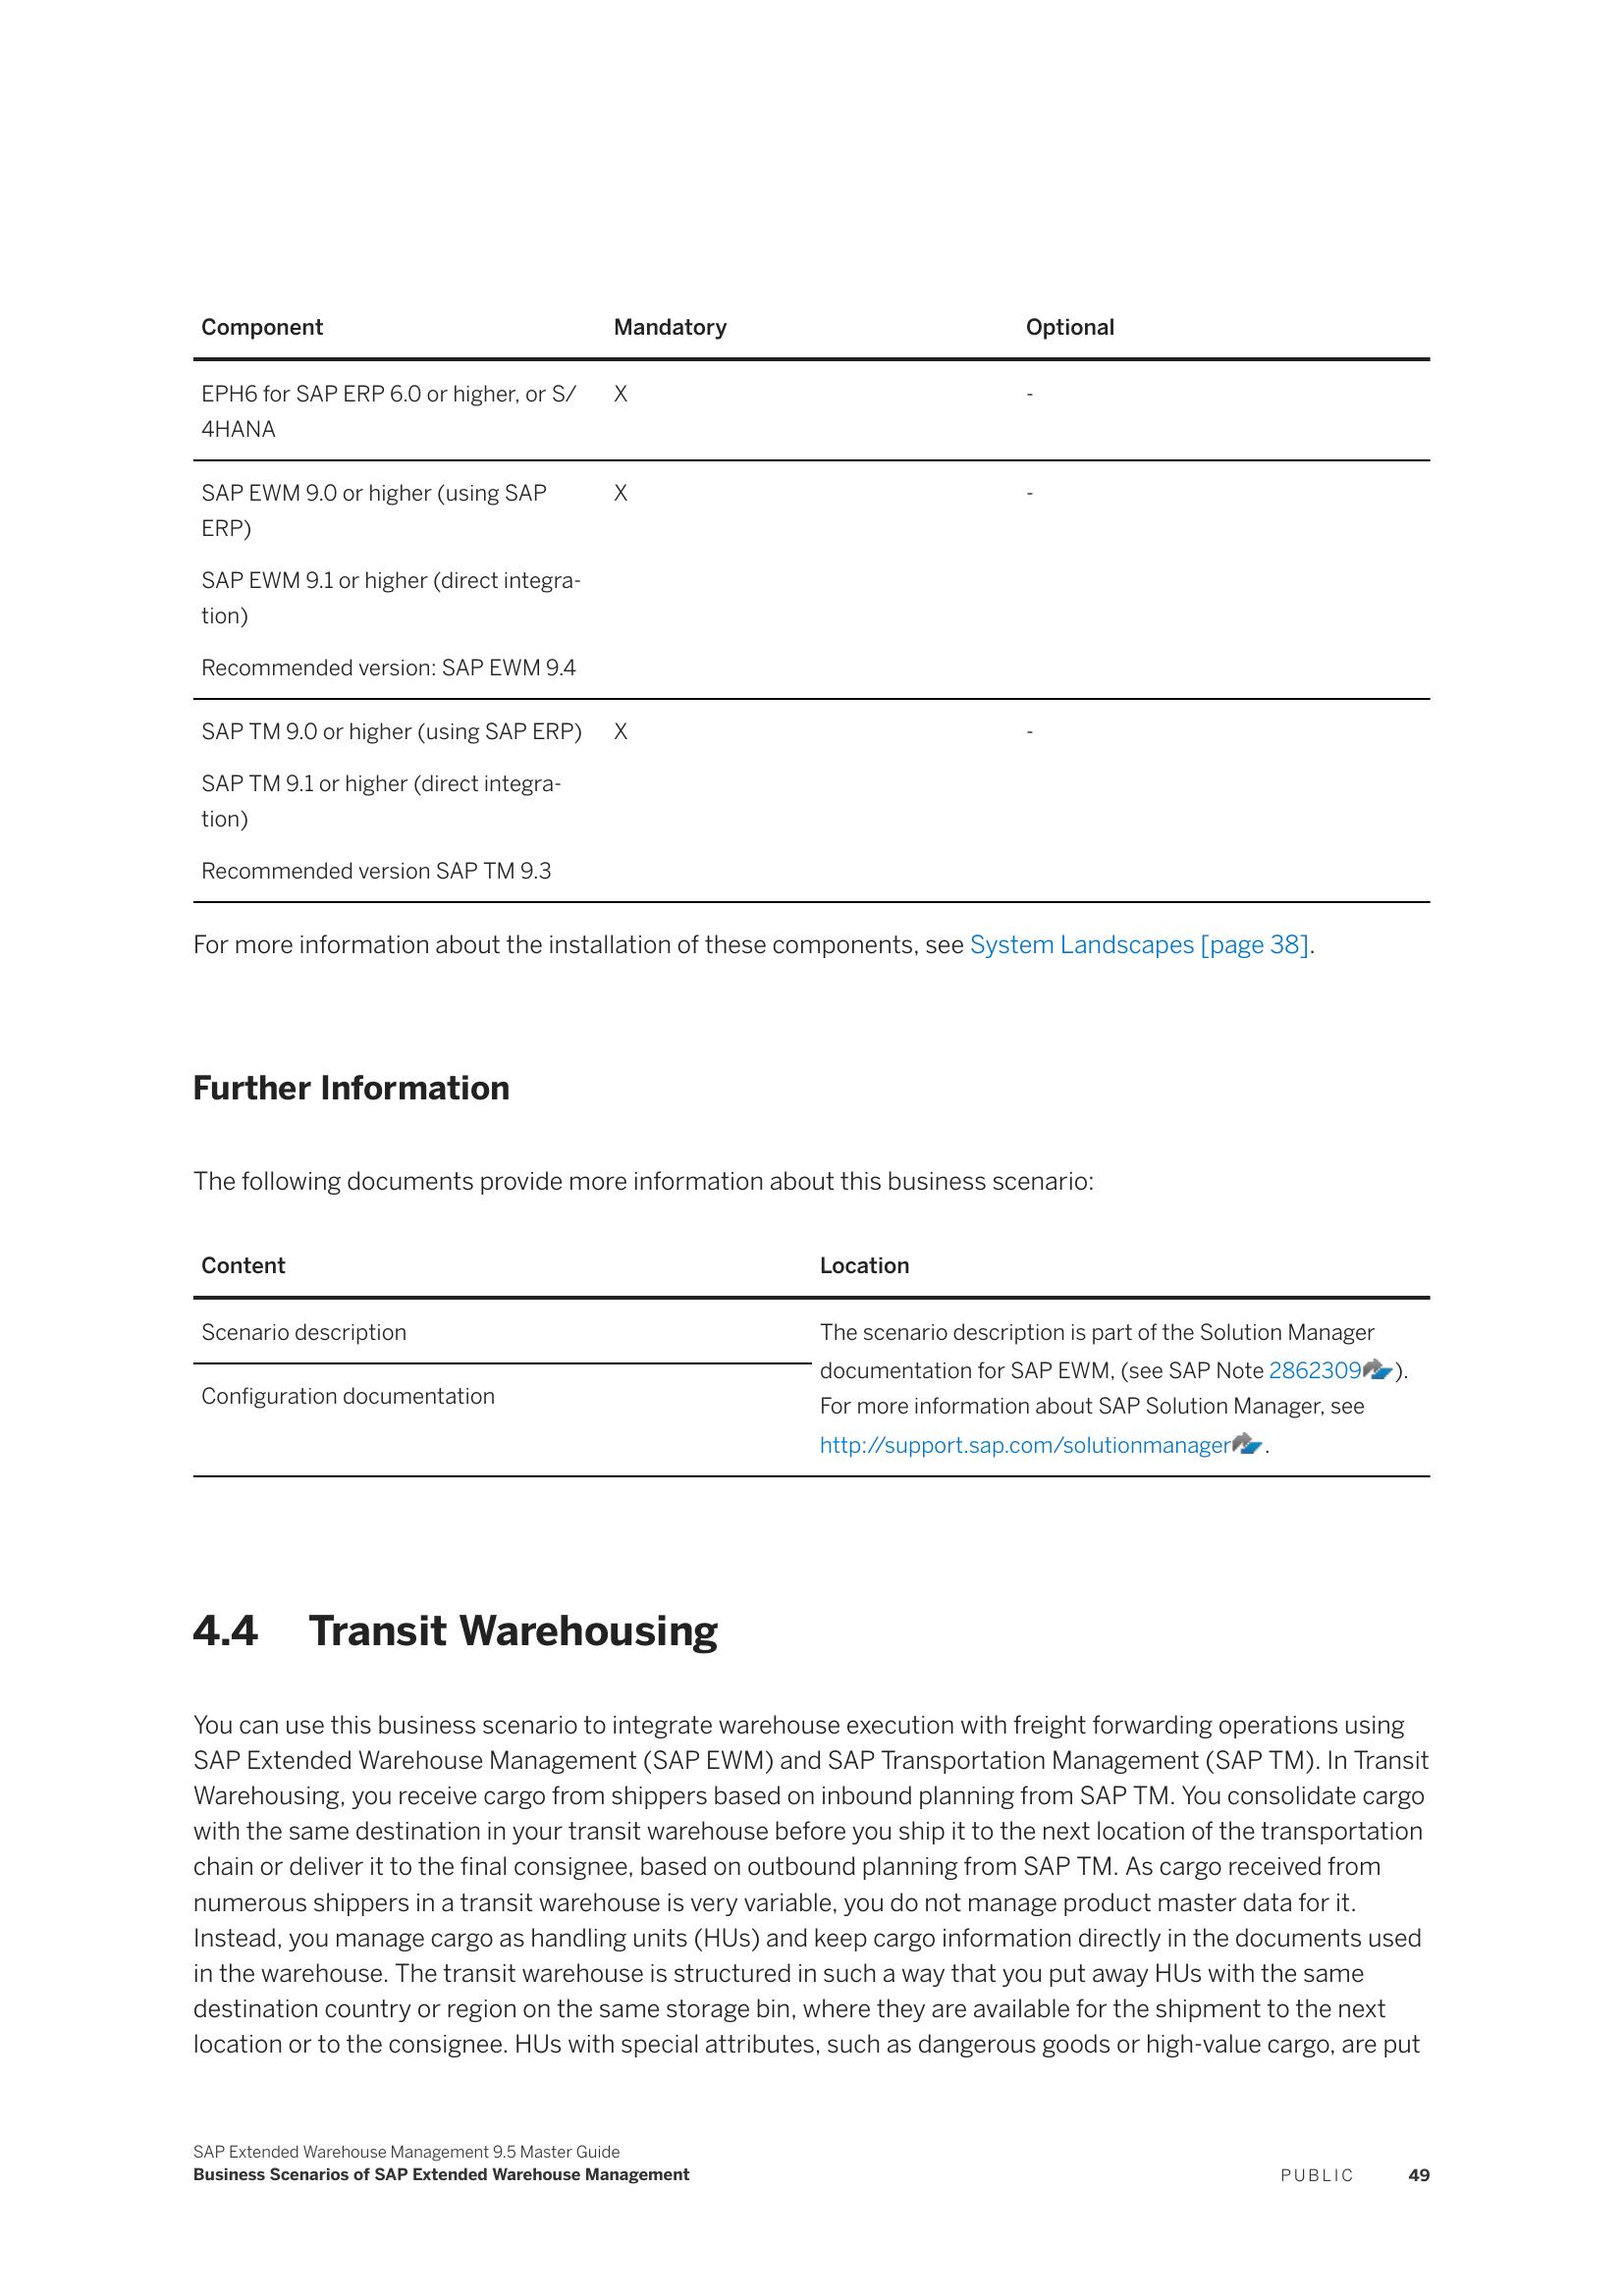 Component Mandatory Optional
EPH6 for SAP ERP 6.0 or higher, or S/ X -
4HANA
SAP EWM 9.0 or higher (using SAP X -
ERP)
SAP EWM 9.1 or higher (direct integra-
tion)
Recommended version: SAP EWM 9.4
SAP TM 9.0 or higher (using SAP ERP) X -
SAP TM 9.1 or higher (direct integra-
tion)
Recommended version SAP TM 9.3
For more information about the installation of these components, see System Landscapes [page 38].
Further Information
The following documents provide more information about this business scenario:
Content Location
Scenario description
Configuration documentation
The scenario description is part of the Solution Manager
documentation for SAP EWM, (see SAP Note 2862309).
For more information about SAP Solution Manager, see
http://support.sap.com/solutionmanager.
4.4 Transit Warehousing
You can use this business scenario to integrate warehouse execution with freight forwarding operations using
SAP Extended Warehouse Management (SAP EWM) and SAP Transportation Management (SAP TM). In Transit
Warehousing, you receive cargo from shippers based on inbound planning from SAP TM. You consolidate cargo
with the same destination in your transit warehouse before you ship it to the next location of the transportation
chain or deliver it to the final consignee, based on outbound planning from SAP TM. As cargo received from
numerous shippers in a transit warehouse is very variable, you do not manage product master data for it.
Instead, you manage cargo as handling units (HUs) and keep cargo information directly in the documents used
in the warehouse. The transit warehouse is structured in such a way that you put away HUs with the same
destination country or region on the same storage bin, where they are available for the shipment to the next
location or to the consignee. HUs with special attributes, such as dangerous goods or high-value cargo, are put
SAP Extended Warehouse Management 9.5 Master Guide
Business Scenarios of SAP Extended Warehouse Management PUBLIC 49